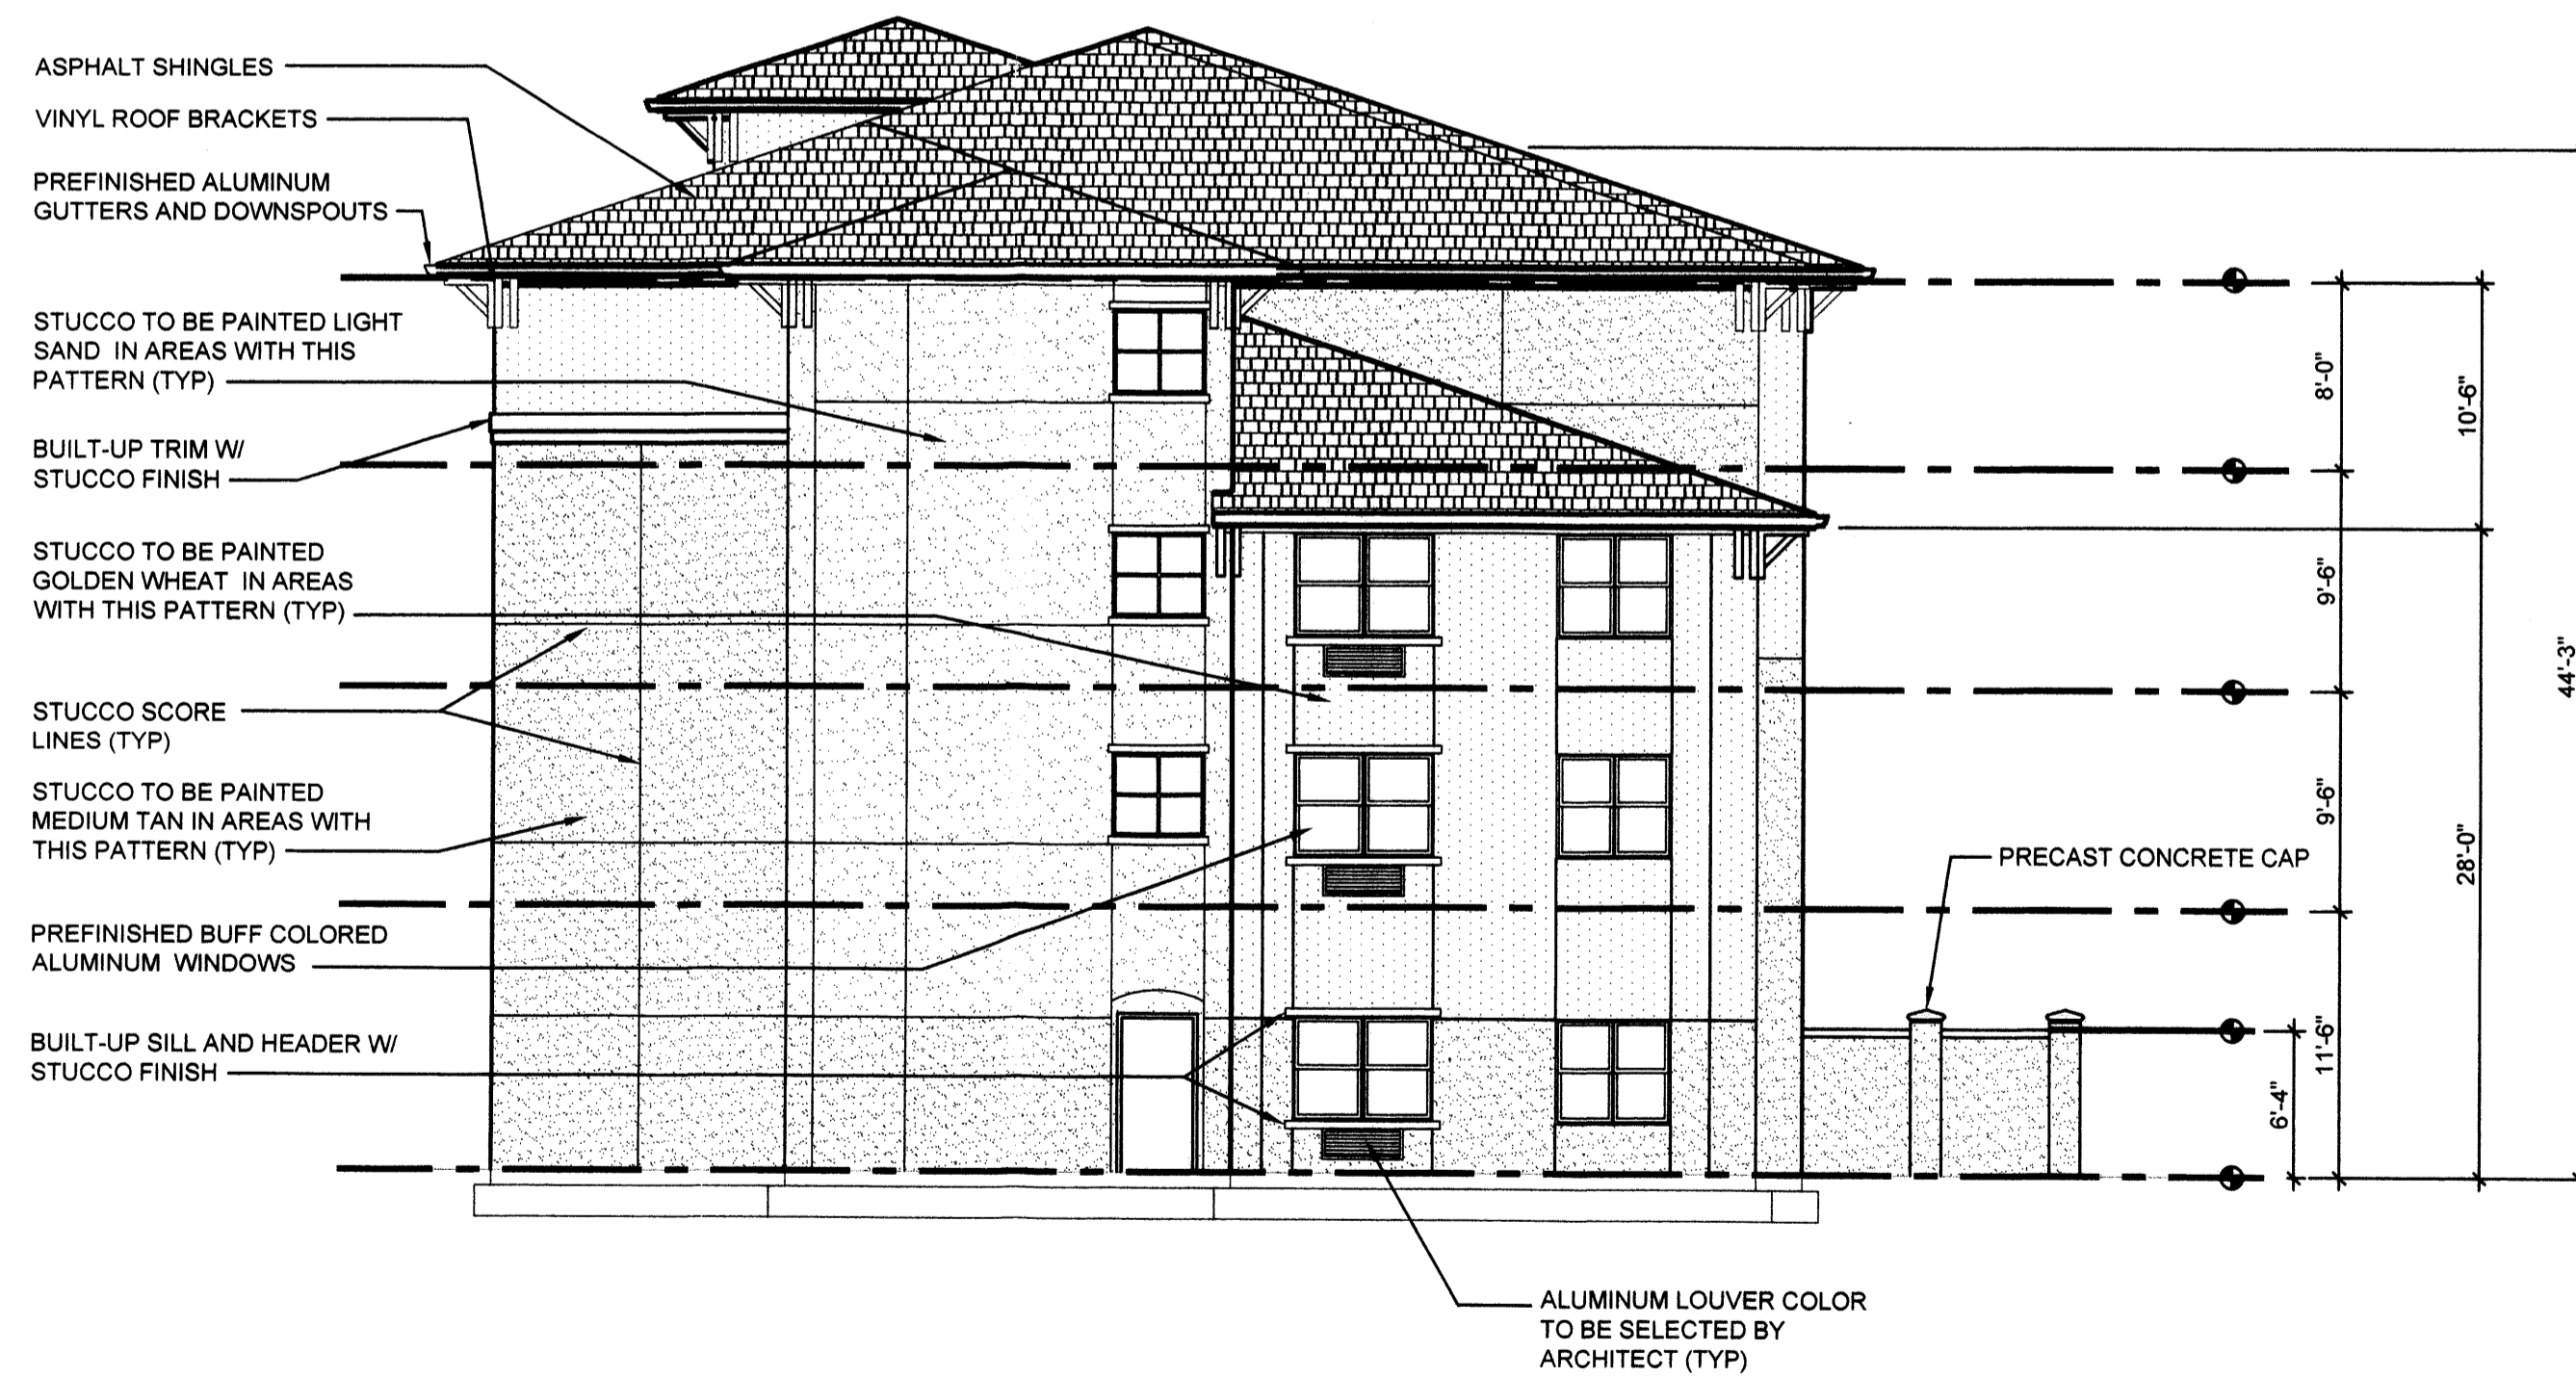 ASPHALT SHINGLES
VINYL ROOF BRACKETS
PREFINISHED ALUMINUM
GUTTERS AND DOWNSPOUTS
STUCCO TO BE PAINTED LIGHT
SAND IN AREAS WITH THIS
PATTERN (TYP)
BUILT-UP TRIM W/
STUCCO FINISH
STUCCO TO BE PAINTED
GOLDEN WHEAT IN AREAS
WITH THIS PATTERN (TYP)
STUCCO SCORE
LINES (TYP)
STUCCO TO BE PAINTED
MEDIUM TAN IN AREAS WITH
THIS PATTERN (TYP)
PREFINISHED BUFF COLORED
ALUMINUM WINDOWS
BUILT-UP SILL AND HEADER W/
STUCCO FINISH
PRECAST CONCRETE CAP
ALUMINUM LOUVER COLOR
TO BE SELECTED BY
ARCHITECT (TYP)
8'-0"
10'-6"
9'-6"
44'-3"
9'-6"
28'-0"
11'-6"
6'-4"